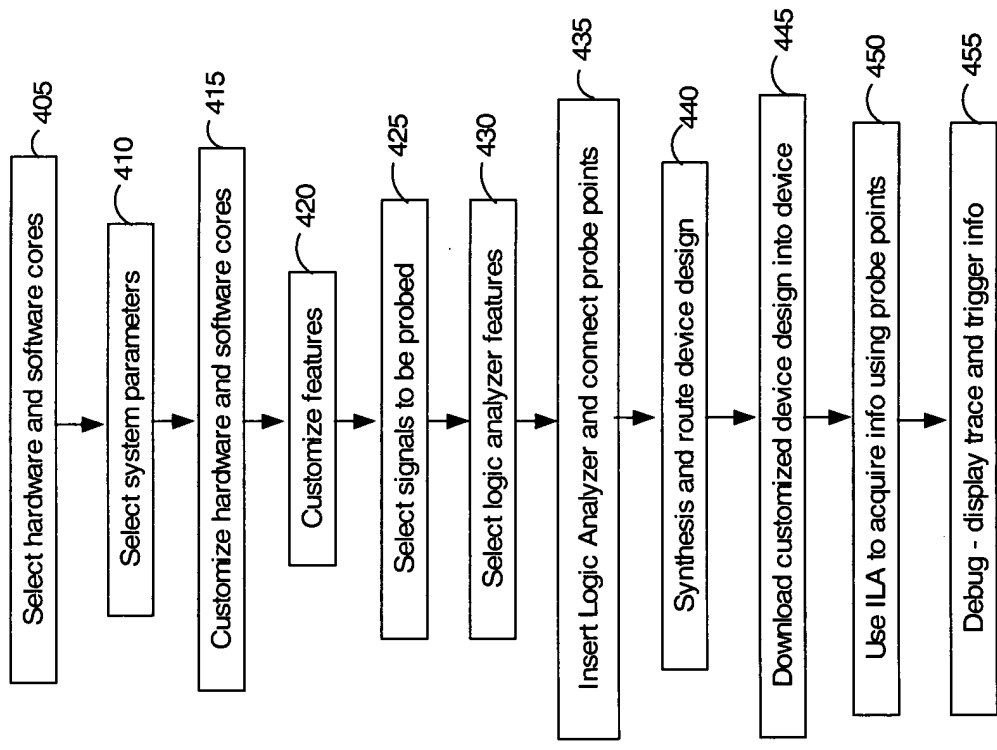 Select hardware and software cores
405
Select system parameters
410
Customize hardware and software cores
415
Customize features
420
Select signals to be probed
425
Select logic analyzer features
430
Insert Logic Analyzer and connect probe points
435
Synthesis and route device design
440
Download customized device design into device
445
Use ILA to acquire info using probe points
450
Debug - display trace and trigger info
455